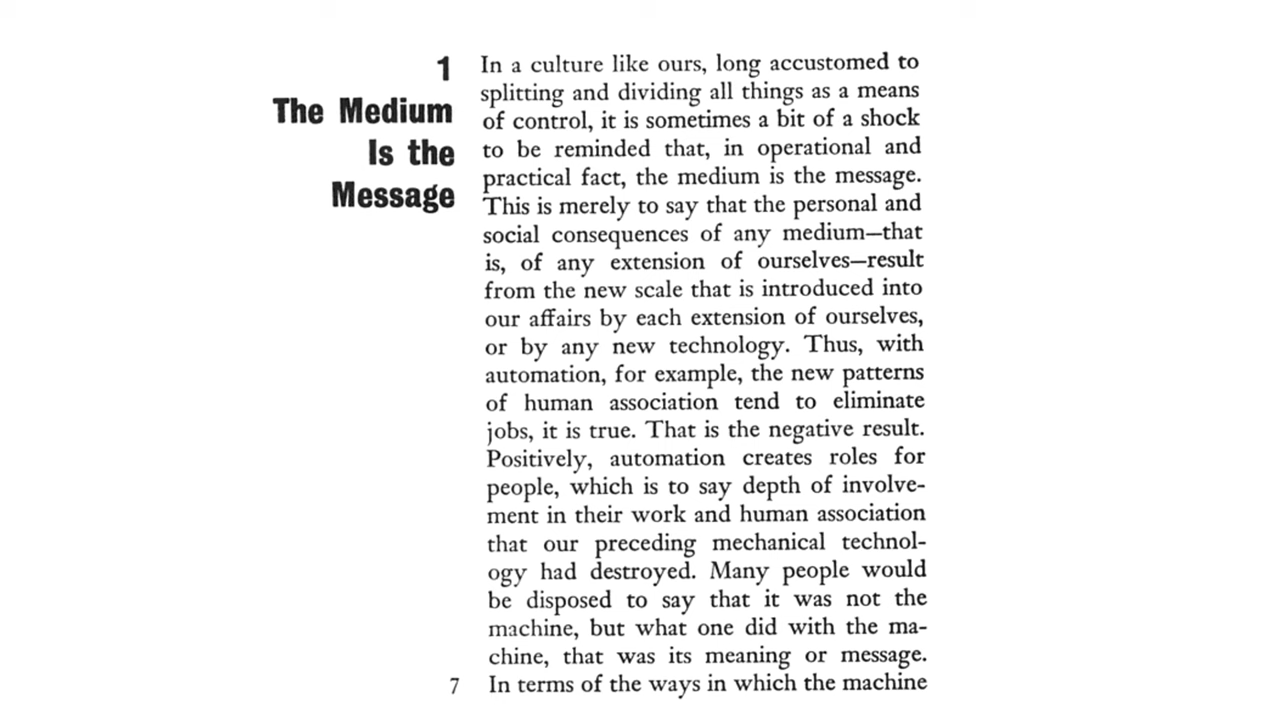 1
The Medium
Is the
Message
In a culture like ours, long accustomed to
splitting and dividing all things as a means
of control, it is sometimes a bit of a shock
to be reminded that, in operational and
practical fact, the medium is the message.
This is merely to say that the personal and
social consequences of any medium—that
is, of any extension of ourselves—result
from the new scale that is introduced into
our affairs by each extension of ourselves,
or by any new technology. Thus, with
automation, for example, the new patterns
of human association tend to eliminate
jobs, it is true. That is the negative result.
Positively, automation creates roles for
people, which is to say depth of involve-
ment in their work and human association
that our preceding mechanical technol-
ogy had destroyed. Many people would
be disposed to say that it was not the
machine, but what one did with the ma-
chine, that was its meaning or message.
In terms of the ways in which the machine
7